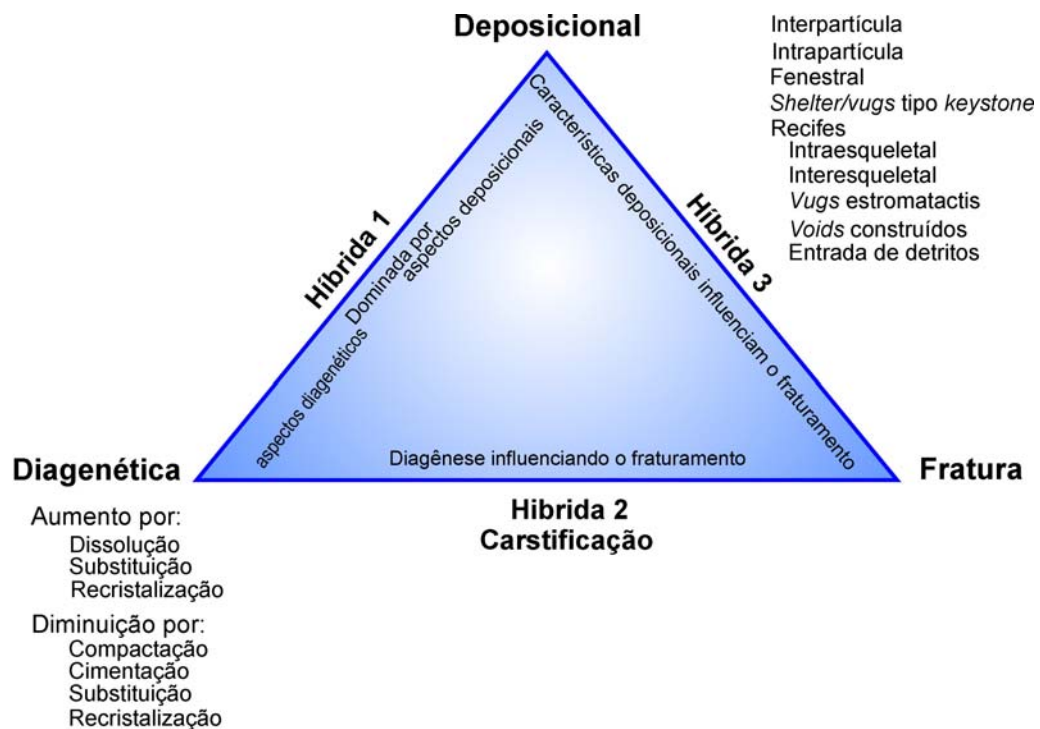 Deposicional
Interpartícula
Intrapartícula
Fenestral
Shelter/vugs tipo keystone
Recifes
Intraesqueletal
Interesqueletal
Vugs estromatactis
Voids construídos
Entrada de detritos
Híbrida 1
Dominada por
aspectos deposicionais
aspectos diagenéticos
Características deposicionais influenciam o fraturamento
Híbrida 3
Diagênese influenciando o fraturamento
Diagenética
Fratura
Hibrida 2
Carstificação
Aumento por:
Dissolução
Substituição
Recristalização
Diminuição por:
Compactação
Cimentação
Substituição
Recristalização